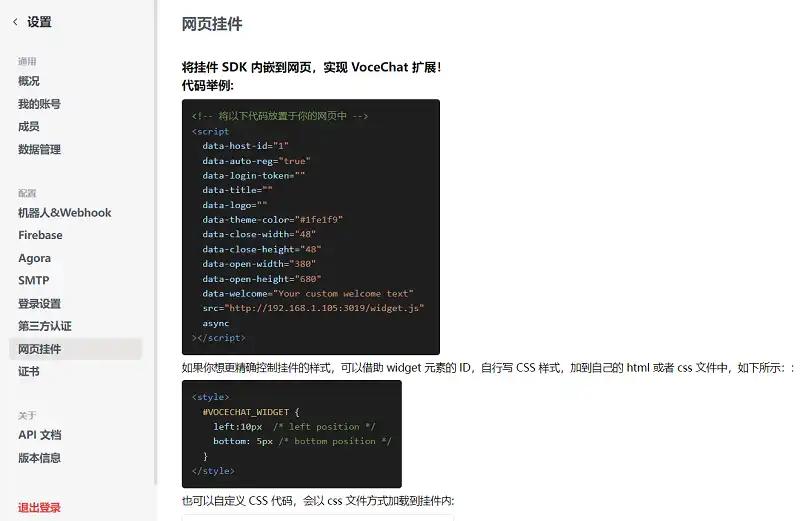 设置
通用
概况
我的账号
成员
数据管理
配置
机器人&Webhook
Firebase
Agora
SMTP
登录设置
第三方认证
网页挂件
证书
关于
API 文档
版本信息
退出登录
网页挂件
将挂件 SDK 内嵌到网页，实现 VoceChat 扩展！
代码举例:
<!-- 将以下代码放置于你的网页中 -->
<script
data-host-id="1"
data-auto-reg="true"
data-login-token=""
data-title=""
data-logo=""
data-theme-color="#1fe1f9"
data-close-width="48"
data-close-height="48"
data-open-width="380"
data-open-height="680"
data-welcome="Your custom welcome text"
src="http://192.168.1.105:3019/widget.js"
async
></script>
如果你想更精确控制挂件的样式，可以借助 widget 元素的 ID，自行写 CSS 样式，加到自己的 html 或者 css 文件中，如下所示：:
<style>
#VOCECHAT_WIDGET {
left:10px /* left position */
bottom: 5px /* bottom position */
}
</style>
也可以自定义 CSS 代码，会以 css 文件方式加载到挂件内: